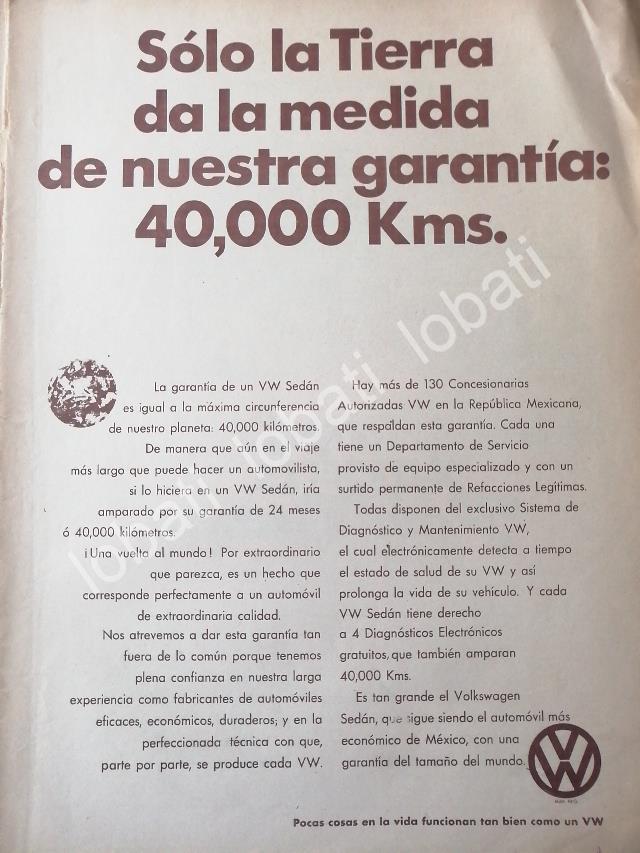 Sólo la Tierra
da la medida
de nuestra garantía:
40,000 Kms.
La garantía de un VW Sedán
es igual a la máxima circunferencia
de nuestro planeta: 40,000 kilómetros.
De manera que aún en el viaje
más largo que puede hacer un automovilista,
si lo hiciera en un VW Sedán, iría
amparado por su garantía de 24 meses
ó 40,000 kilómetros.
¡Una vuelta al mundo! Por extraordinario
que parezca, es un hecho que
corresponde perfectamente a un automóvil
de extraordinaria calidad.
Nos atrevemos a dar esta garantía tan
fuera de lo común porque tenemos
plena confianza en nuestra larga
experiencia como fabricantes de automóviles
eficaces, económicos, duraderos; y en la
perfeccionada técnica con que,
parte por parte, se produce cada VW.
Hay más de 130 Concesionarias
Autorizadas VW en la República Mexicana,
que respaldan esta garantía. Cada una
tiene un Departamento de Servicio
provisto de equipo especializado y con un
surtido permanente de Refacciones Legítimas.
Todas disponen del exclusivo Sistema de
Diagnóstico y Mantenimiento VW,
el cual electrónicamente detecta a tiempo
el estado de salud de su VW y así
prolonga la vida de su vehículo. Y cada
VW Sedán tiene derecho
a 4 Diagnósticos Electrónicos
gratuitos, que también amparan
40,000 Kms.
Es tan grande el Volkswagen
Sedán, que sigue siendo el automóvil más
económico de México, con una
garantía del tamaño del mundo.
VW
MAR. REG.
Pocas cosas en la vida funcionan tan bien como un VW
lobati lobati lobati lobati